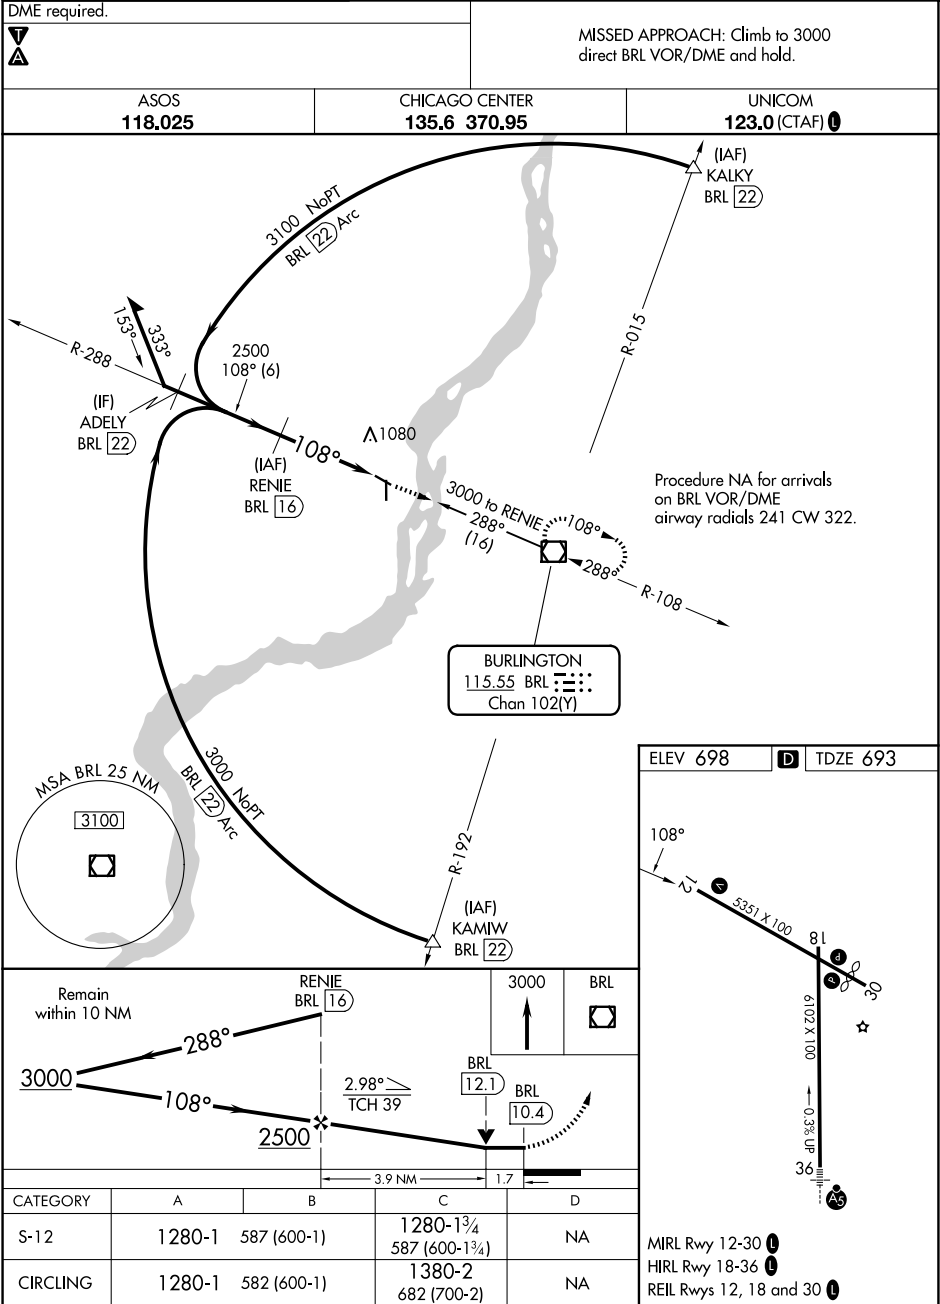 DME required.
T
A
MISSED APPROACH: Climb to 3000
direct BRL VOR/DME and hold.
ASOS
118.025
CHICAGO CENTER
135.6 370.95
UNICOM
123.0 (CTAF) L
(IAF)
KALKY
BRL 22
3100 NoPT
BRL 22 Arc
R-015
R-288
153°
333°
2500
108° (6)
(IF)
ADELY
BRL 22
(IAF)
RENIE
BRL 16
108°
1080
3000 to RENIE
288°
(16)
108°
288°
R-108
Procedure NA for arrivals
on BRL VOR/DME
airway radials 241 CW 322.
BURLINGTON
115.55 BRL
Chan 102(Y)
3000 NoPT
BRL 22 Arc
R-192
(IAF)
KAMIW
BRL 22
MSA BRL 25 NM
3100
ELEV 698
D
TDZE 693
108°
12
V
5351 X 100
18
P
P
30
6102 X 100
0.3% UP
36
A5
MIRL Rwy 12-30 L
HIRL Rwy 18-36 L
REIL Rwys 12, 18 and 30 L
Remain
within 10 NM
RENIE
BRL 16
3000
BRL
288°
3000
108°
2500
2.98°
TCH 39
BRL
12.1
BRL
10.4
3.9 NM
1.7
CATEGORY A B C D
S-12 1280-1 587 (600-1) 1280-1¾ 587 (600-1¾) NA
CIRCLING 1280-1 582 (600-1) 1380-2 682 (700-2) NA